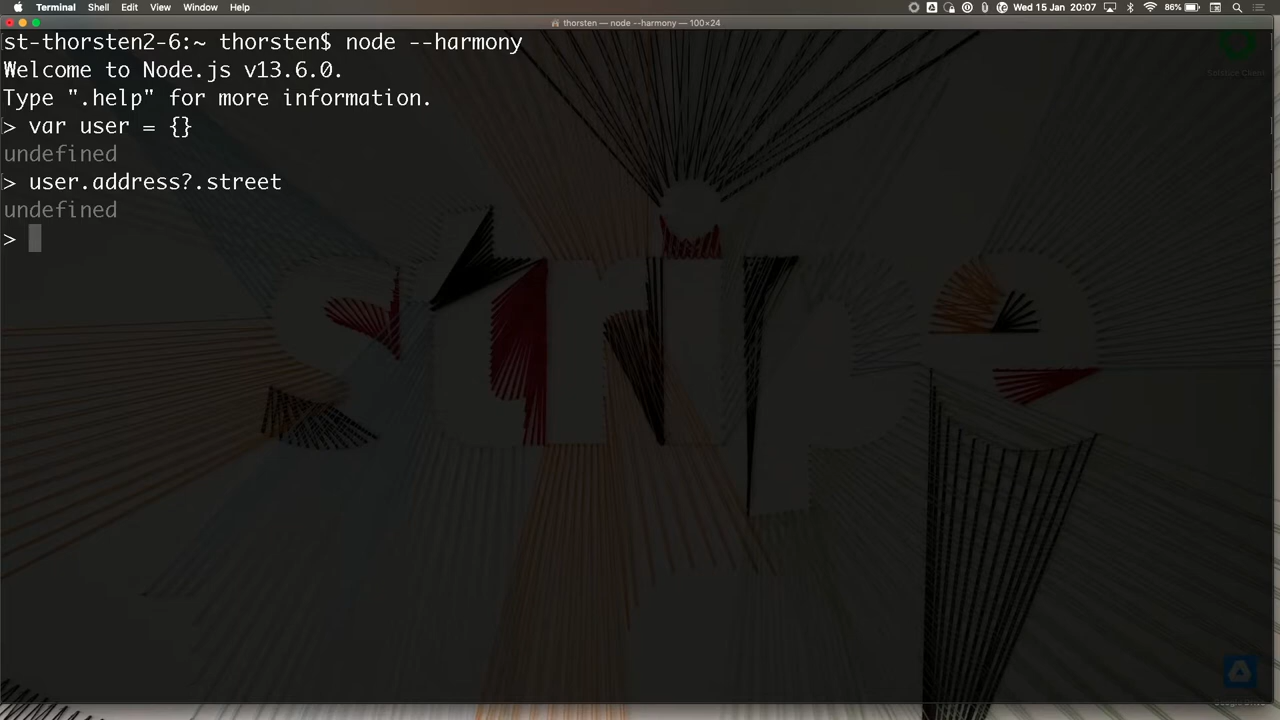 Terminal Shell Edit View Window Help
Wed 15 Jan 20:07 86%
thorsten — node --harmony — 100×24
st-thorsten2-6:~ thorsten$ node --harmony
Welcome to Node.js v13.6.0.
Type ".help" for more information.
> var user = {}
undefined
> user.address?.street
undefined
>
stripe